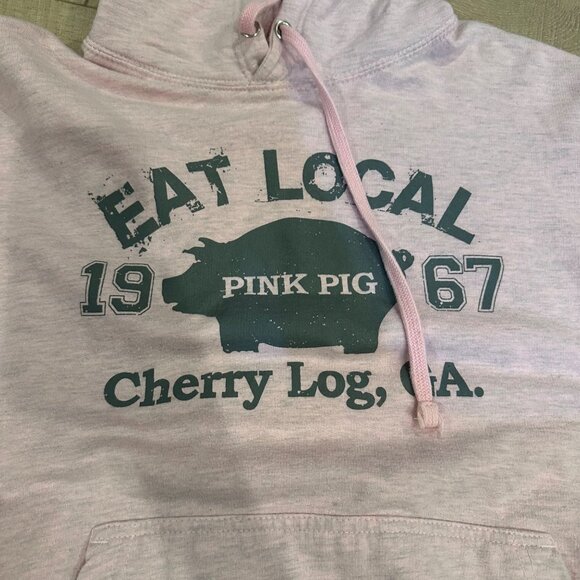 EAT LOCAL
19 PINK PIG 67
Cherry Log, GA.